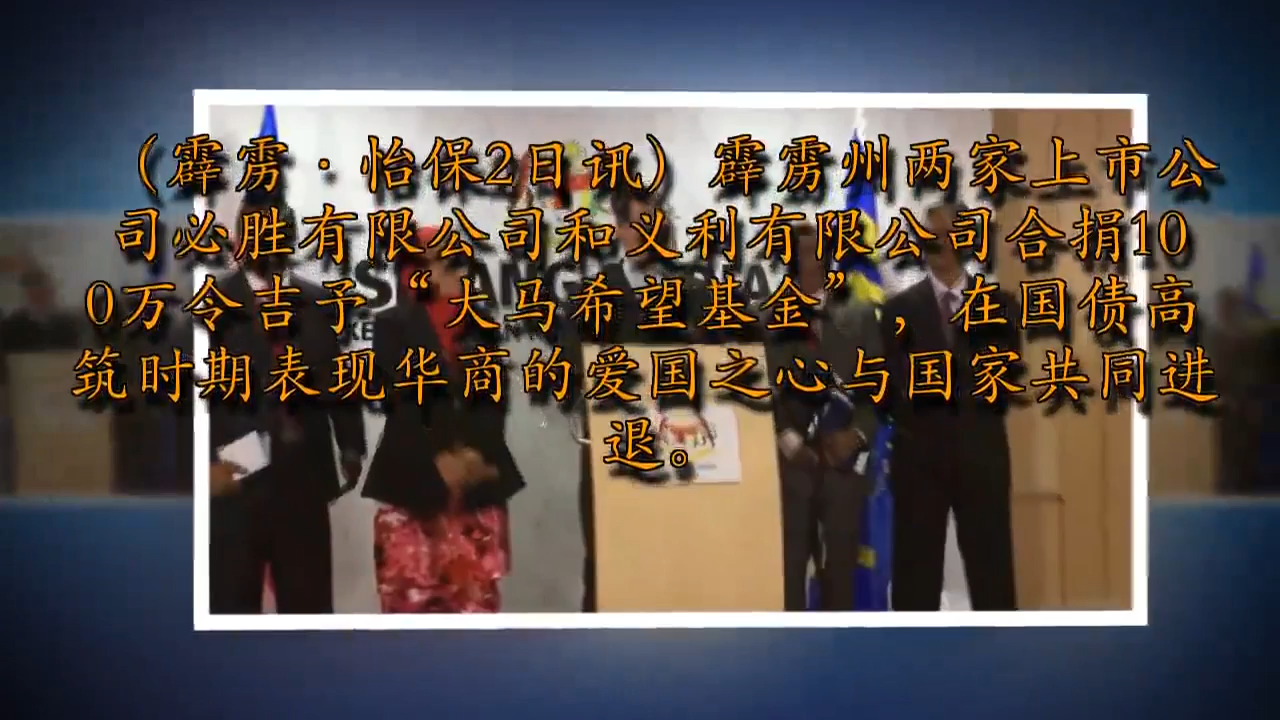 （霹雳·怡保2日讯）霹雳州两家上市公
司必胜有限公司和义利有限公司合捐10
0万令吉予“大马希望基金”，在国债高
筑时期表现华商的爱国之心与国家共同进
退。